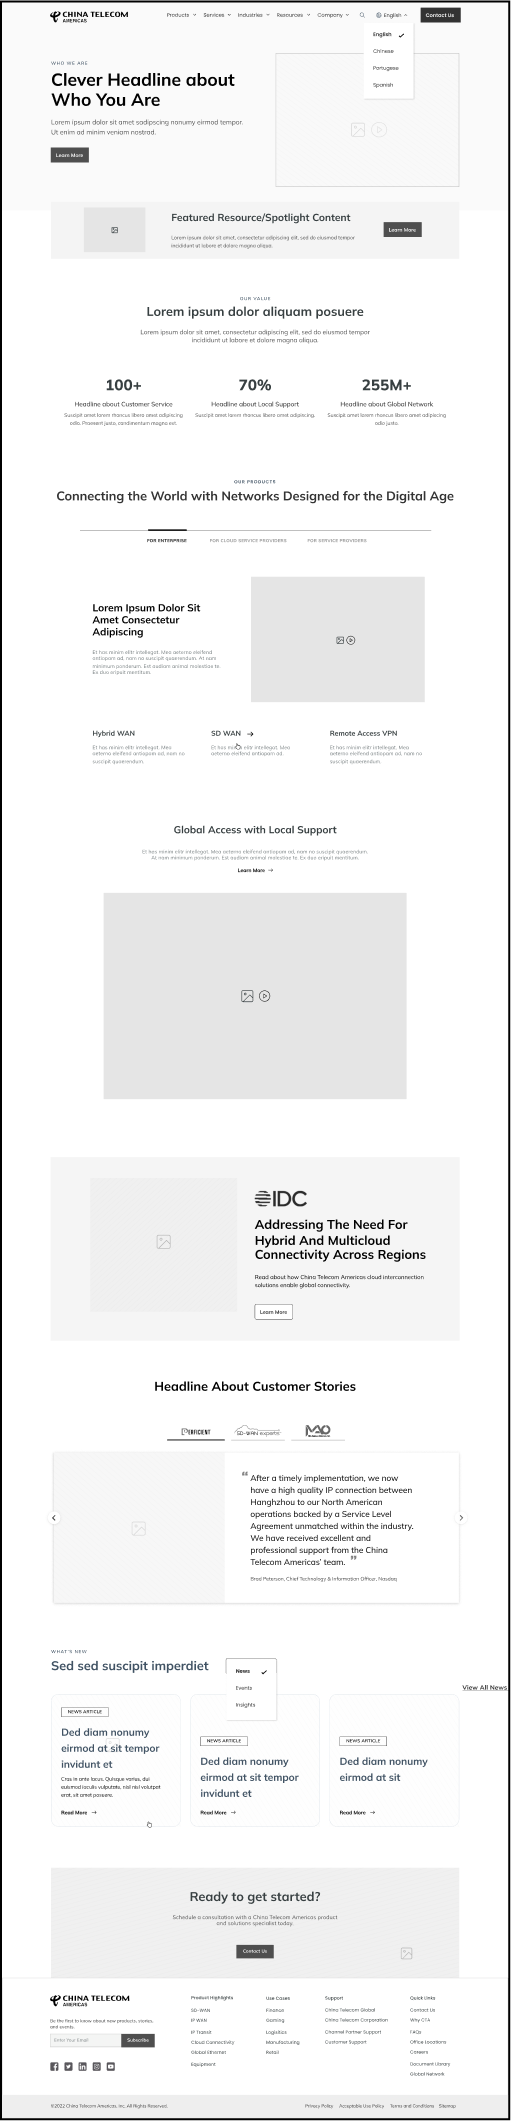 CHINA TELECOM
AMERICAS
Products Services Industries Resources Company English Contact Us
English
Chinese
Portugese
Spanish
WHO WE ARE
Clever Headline about
Who You Are
Lorem ipsum dolor sit amet sadipscing nonumy eirmod tempor.
Ut enim ad minim veniam nostrad.
Learn More
Featured Resource/Spotlight Content
Lorem ipsum dolor sit amet, consectetur adipiscing elit, sed do eiusmod tempor
incididunt ut labore et dolore magna aliqua.
Learn More
OUR VALUE
Lorem ipsum dolor aliquam posuere
Lorem ipsum dolor sit amet, consectetur adipiscing elit, sed do eiusmod tempor
incididunt ut labore et dolore magna aliqua.
100+
Headline about Customer Service
Suscipit amet lorem rhoncus libero amet adipiscing
odio. Praesent justo, condimentum magna est.
70%
Headline about Local Support
Suscipit amet lorem rhoncus libero amet adipiscing.
255M+
Headline about Global Network
Suscipit amet lorem rhoncus libero amet adipiscing
odio justo.
OUR PRODUCTS
Connecting the World with Networks Designed for the Digital Age
FOR ENTERPRISE FOR CLOUD SERVICE PROVIDERS FOR SERVICE PROVIDERS
Lorem Ipsum Dolor Sit
Amet Consectetur
Adipiscing
Et has minim elitr intellegat. Mea aeterno eleifend
antiopam ad, nam no suscipit quaerendum. At nam
minimum ponderum. Est audiam animal molestiae te.
Ex duo eripuit mentitum.
Hybrid WAN
Et has minim elitr intellegat. Mea
aeterno eleifend antiopam ad, nam no
suscipit quaerendum.
SD WAN
Et has minim elitr intellegat. Mea
aeterno eleifend antiopam ad.
Remote Access VPN
Et has minim elitr intellegat. Mea
aeterno eleifend antiopam ad, nam no
suscipit quaerendum.
Global Access with Local Support
Et has minim elitr intellegat. Mea aeterno eleifend antiopam ad, nam no suscipit quaerendum.
At nam minimum ponderum. Est audiam animal molestiae te. Ex duo eripuit mentitum.
Learn More
IDC
Addressing The Need For
Hybrid And Multicloud
Connectivity Across Regions
Read about how China Telecom Americas cloud interconnection
solutions enable global connectivity.
Learn More
Headline About Customer Stories
PERFICIENT SD-WAN experts MAO
“ After a timely implementation, we now
have a high quality IP connection between
Hanghzhou to our North American
operations backed by a Service Level
Agreement unmatched within the industry.
We have received excellent and
professional support from the China
Telecom Americas’ team. ”
Brad Peterson, Chief Technology & Information Officer, Nasdaq
WHAT'S NEW
Sed sed suscipit imperdiet
News
Events
Insights
View All News
NEWS ARTICLE
Ded diam nonumy
eirmod at sit tempor
invidunt et
Cras in ante lacus. Quisque varius, dui
euismod iaculis vulputate, nisl nisl volutpat
erat, sit amet posuere.
Read More
NEWS ARTICLE
Ded diam nonumy
eirmod at sit tempor
invidunt et
Read More
NEWS ARTICLE
Ded diam nonumy
eirmod at sit
Read More
Ready to get started?
Schedule a consultation with a China Telecom Americas product
and solutions specialist today.
Contact Us
CHINA TELECOM
AMERICAS
Be the first to know about new products, stories,
and events.
Enter Your Email Subscribe
Product Highlights
SD-WAN
IP WAN
IP Transit
Cloud Connectivity
Global Ethernet
Equipment
Use Cases
Finance
Gaming
Logistics
Manufacturing
Retail
Support
China Telecom Global
China Telecom Corporation
Channel Partner Support
Customer Support
Quick Links
Contact Us
Why CTA
FAQs
Office Locations
Careers
Document Library
Global Network
©2022 China Telecom Americas, Inc. All Rights Reserved.
Privacy Policy Acceptable Use Policy Terms and Conditions Sitemap